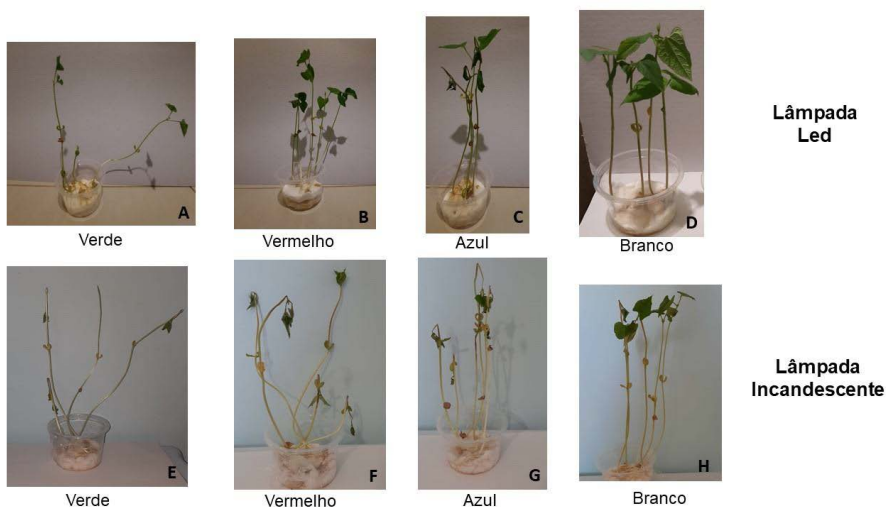 A
B
C
D
Verde
Vermelho
Azul
Branco
Lâmpada
Led
E
F
G
H
Verde
Vermelho
Azul
Branco
Lâmpada
Incandescente